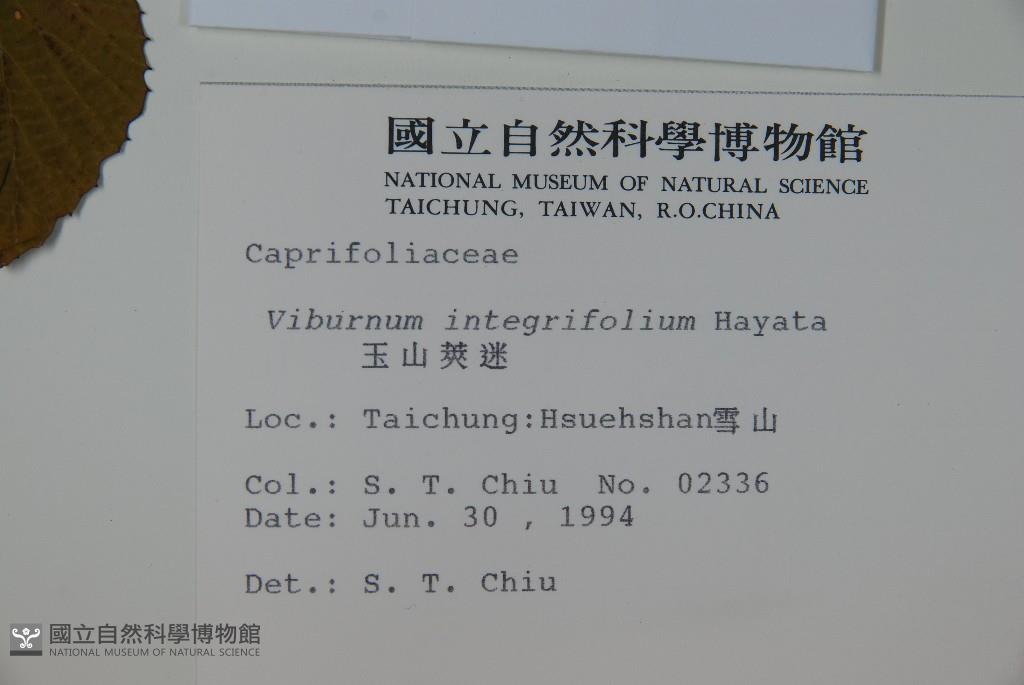 國立自然科學博物館
NATIONAL MUSEUM OF NATURAL SCIENCE
TAICHUNG, TAIWAN, R.O.CHINA
Caprifoliaceae
Viburnum integrifolium Hayata
玉山莢迷
Loc.: Taichung:Hsuehshan雪山
Col.: S. T. Chiu No. 02336
Date: Jun. 30 , 1994
Det.: S. T. Chiu
國立自然科學博物館
NATIONAL MUSEUM OF NATURAL SCIENCE